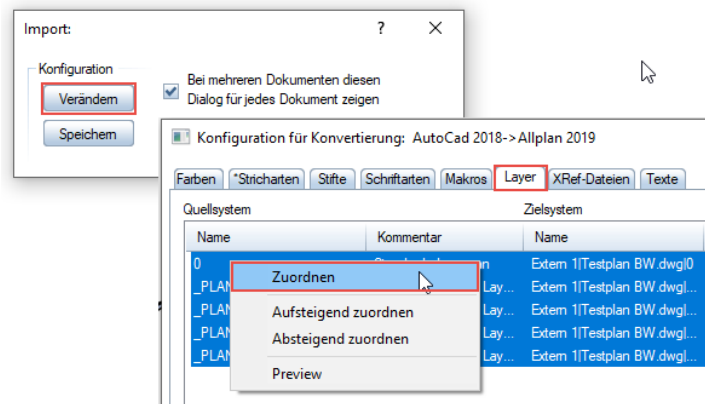 Import:
?
Konfiguration
Verändern
Speichern
Bei mehreren Dokumenten diesen
Dialog für jedes Dokument zeigen
Konfiguration für Konvertierung: AutoCad 2018->Allplan 2019
Farben *Stricharten Stifte Schriftarten Makros Layer XRef-Dateien Texte
Quellsystem Zielsystem
Name Kommentar Name
0 Extern 1|Testplan BW.dwg|0
Zuordnen
_PLAN Lay... Extern 1|Testplan BW.dwg|...
Aufsteigend zuordnen
_PLAN Lay... Extern 1|Testplan BW.dwg|...
Absteigend zuordnen
_PLAN Lay... Extern 1|Testplan BW.dwg|...
_PLAN Lay... Extern 1|Testplan BW.dwg|...
Preview